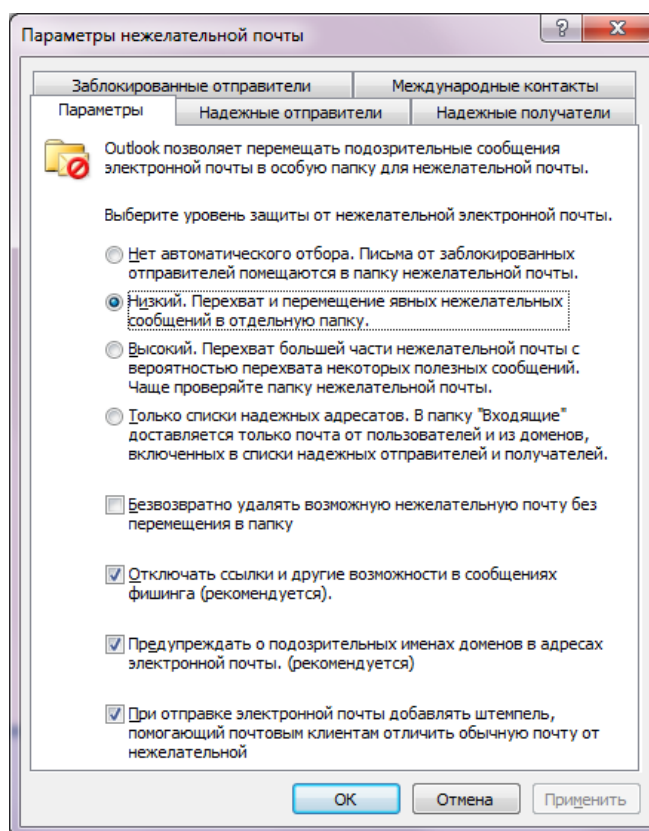 Параметры нежелательной почты
Заблокированные отправители
Международные контакты
Параметры
Надежные отправители
Надежные получатели
Outlook позволяет перемещать подозрительные сообщения
электронной почты в особую папку для нежелательной почты.
Выберите уровень защиты от нежелательной электронной почты.
Нет автоматического отбора. Письма от заблокированных
отправителей помещаются в папку нежелательной почты.
Низкий. Перехват и перемещение явных нежелательных
сообщений в отдельную папку.
Высокий. Перехват большей части нежелательной почты с
вероятностью перехвата некоторых полезных сообщений.
Чаще проверяйте папку нежелательной почты.
Только списки надежных адресатов. В папку "Входящие"
доставляется только почта от пользователей и из доменов,
включенных в списки надежных отправителей и получателей.
Безвозвратно удалять возможную нежелательную почту без
перемещения в папку
Отключать ссылки и другие возможности в сообщениях
фишинга (рекомендуется).
Предупреждать о подозрительных именах доменов в адресах
электронной почты. (рекомендуется)
При отправке электронной почты добавлять штемпель,
помогающий почтовым клиентам отличить обычную почту от
нежелательной
ОК
Отмена
Применить